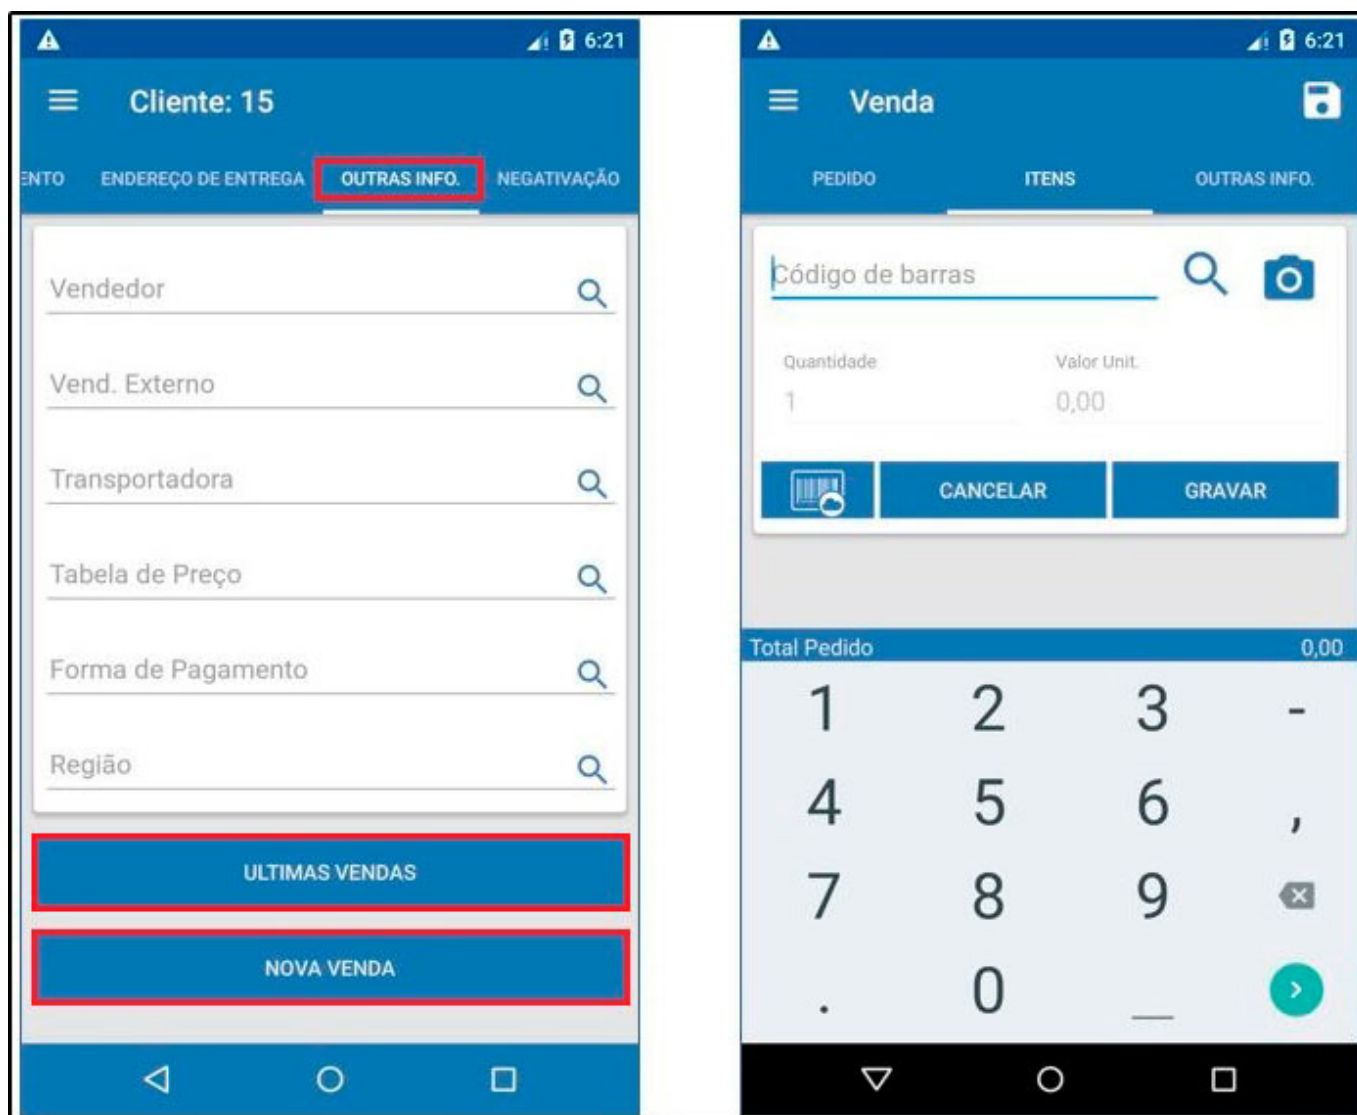 6:21
Cliente: 15
ENTO ENDEREÇO DE ENTREGA OUTRAS INFO. NEGATIVAÇÃO
Vendedor
Vend. Externo
Transportadora
Tabela de Preço
Forma de Pagamento
Região
ULTIMAS VENDAS
NOVA VENDA
6:21
Venda
PEDIDO ITENS OUTRAS INFO.
Código de barras
Quantidade Valor Unit.
1 0,00
CANCELAR GRAVAR
Total Pedido 0,00
1 2 3 -
4 5 6 ,
7 8 9
. 0 _